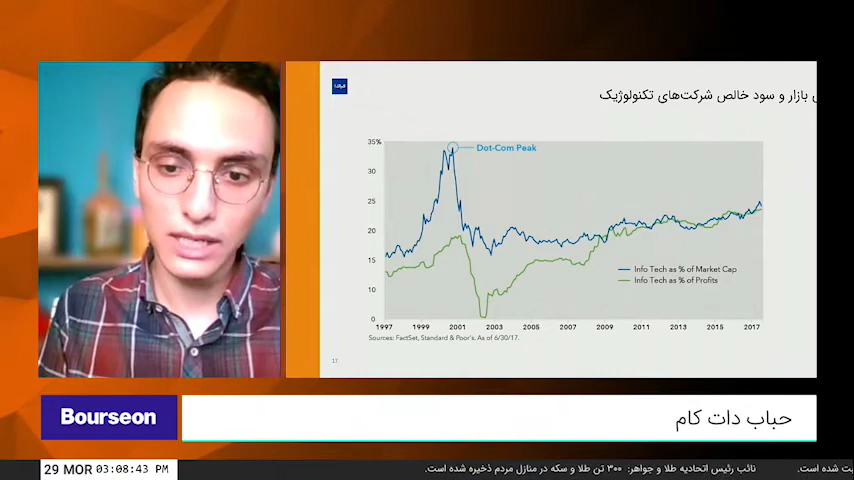 بازار و سود خالص شرکت‌های تکنولوژیک
35%
Dot-Com Peak
30
25
20
15
Info Tech as % of Market Cap
Info Tech as % of Profits
10
5
0
1997 1999 2001 2003 2005 2007 2009 2011 2013 2015 2017
Sources: FactSet, Standard & Poor's. As of 6/30/17.
17
Bourseon
حباب دات کام
29 MOR 03:08:43 PM
نائب رئیس اتحادیه طلا و جواهر: ۳۰۰ تن طلا و سکه در منازل مردم ذخیره شده است.
ت شده است.